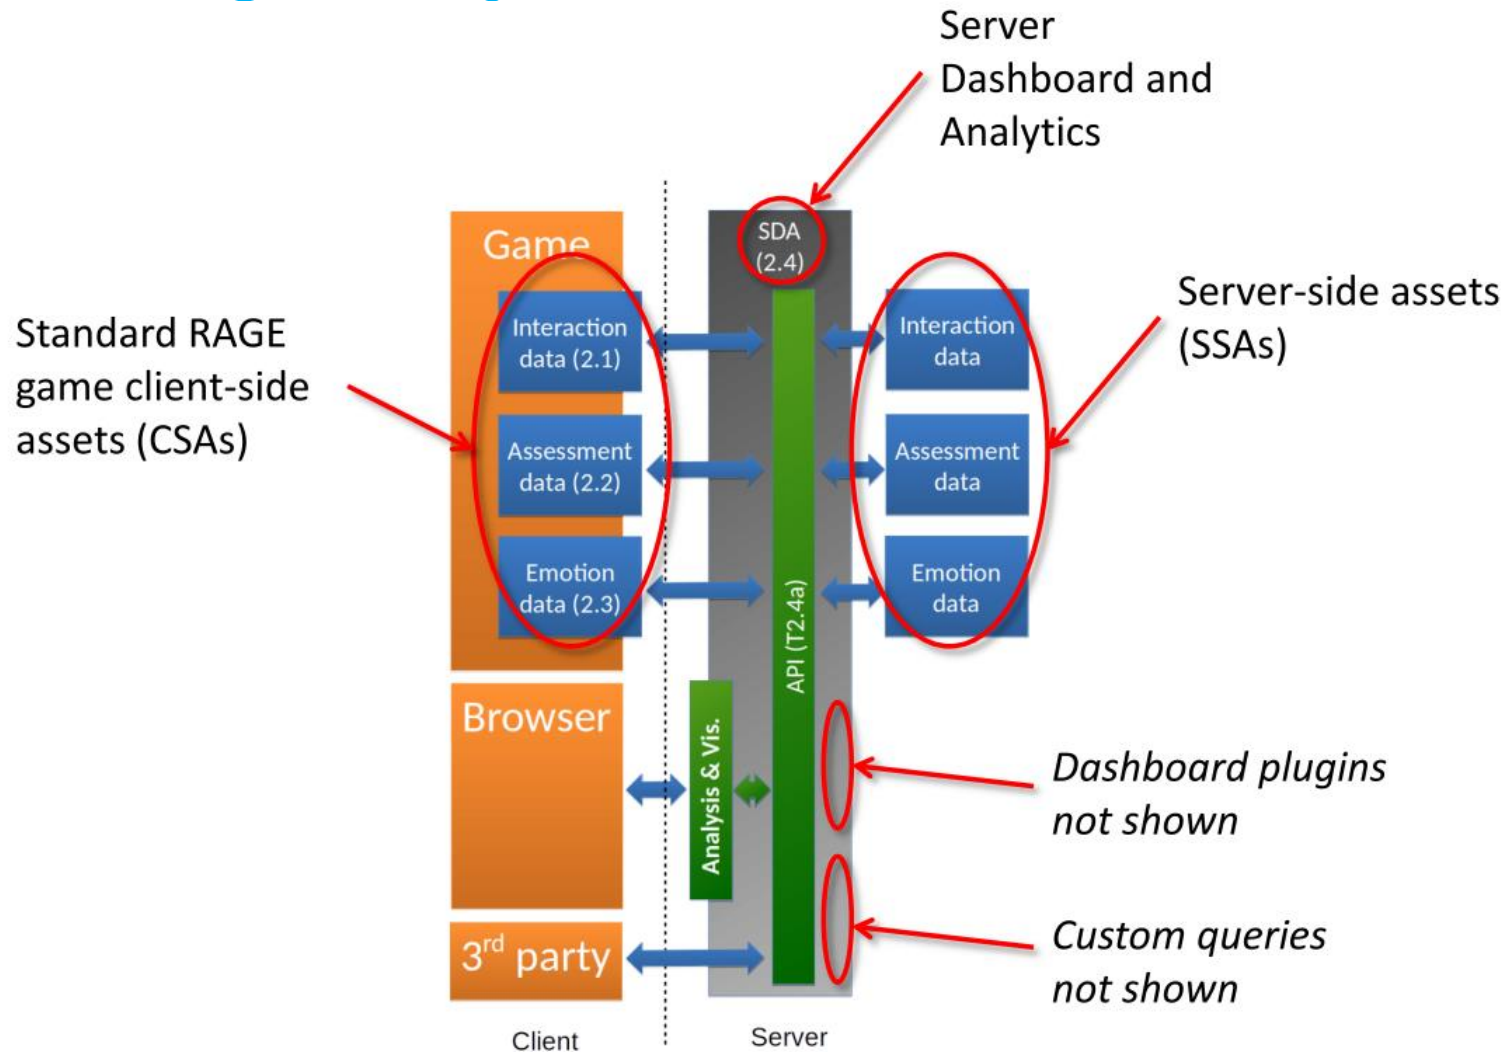 Server
Dashboard and
Analytics
Standard RAGE
game client-side
assets (CSAs)
Game
Interaction
data (2.1)
Assessment
data (2.2)
Emotion
data (2.3)
Browser
3rd party
Client
SDA
(2.4)
API (T2.4a)
Analysis & Vis.
Server
Interaction
data
Assessment
data
Emotion
data
Server-side assets
(SSAs)
Dashboard plugins
not shown
Custom queries
not shown